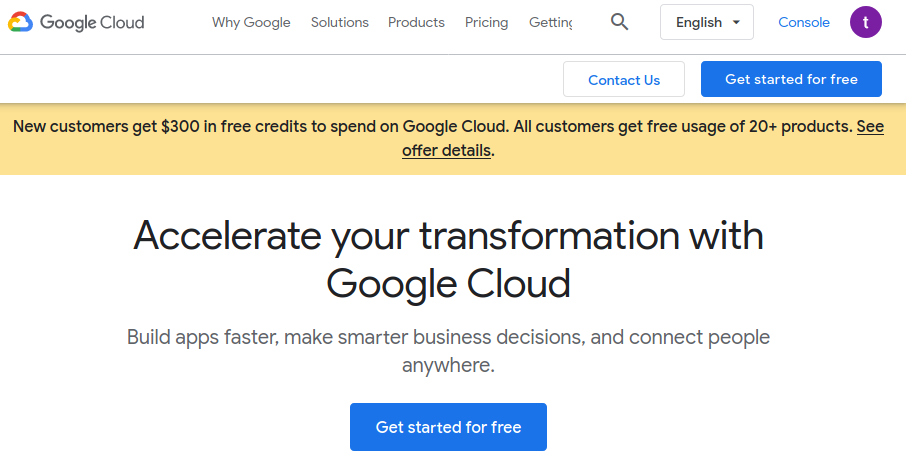 Google Cloud Why Google Solutions Products Pricing Getting English Console t
Contact Us Get started for free
New customers get $300 in free credits to spend on Google Cloud. All customers get free usage of 20+ products. See
offer details.
Accelerate your transformation with
Google Cloud
Build apps faster, make smarter business decisions, and connect people
anywhere.
Get started for free